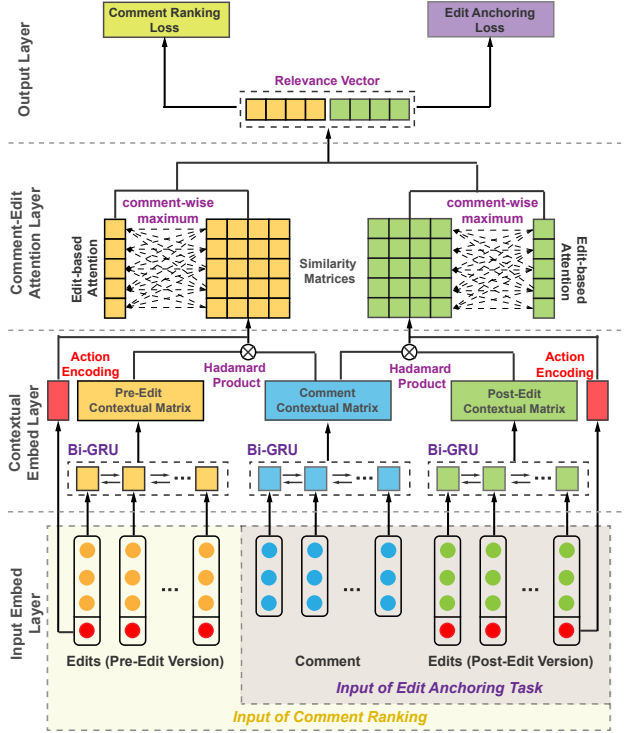 Output Layer
Comment Ranking
Loss
Edit Anchoring
Loss
Relevance Vector
Comment-Edit
Attention Layer
comment-wise
maximum
Edit-based
Attention
Similarity
Matrices
comment-wise
maximum
Edit-based
Attention
Contextual
Embed Layer
Action
Encoding
Hadamard
Product
Hadamard
Product
Action
Encoding
Pre-Edit
Contextual Matrix
Comment
Contextual Matrix
Post-Edit
Contextual Matrix
Bi-GRU
...
Bi-GRU
...
Bi-GRU
...
Input Embed
Layer
...
...
...
Edits (Pre-Edit Version)
Comment
Edits (Post-Edit Version)
Input of Edit Anchoring Task
Input of Comment Ranking